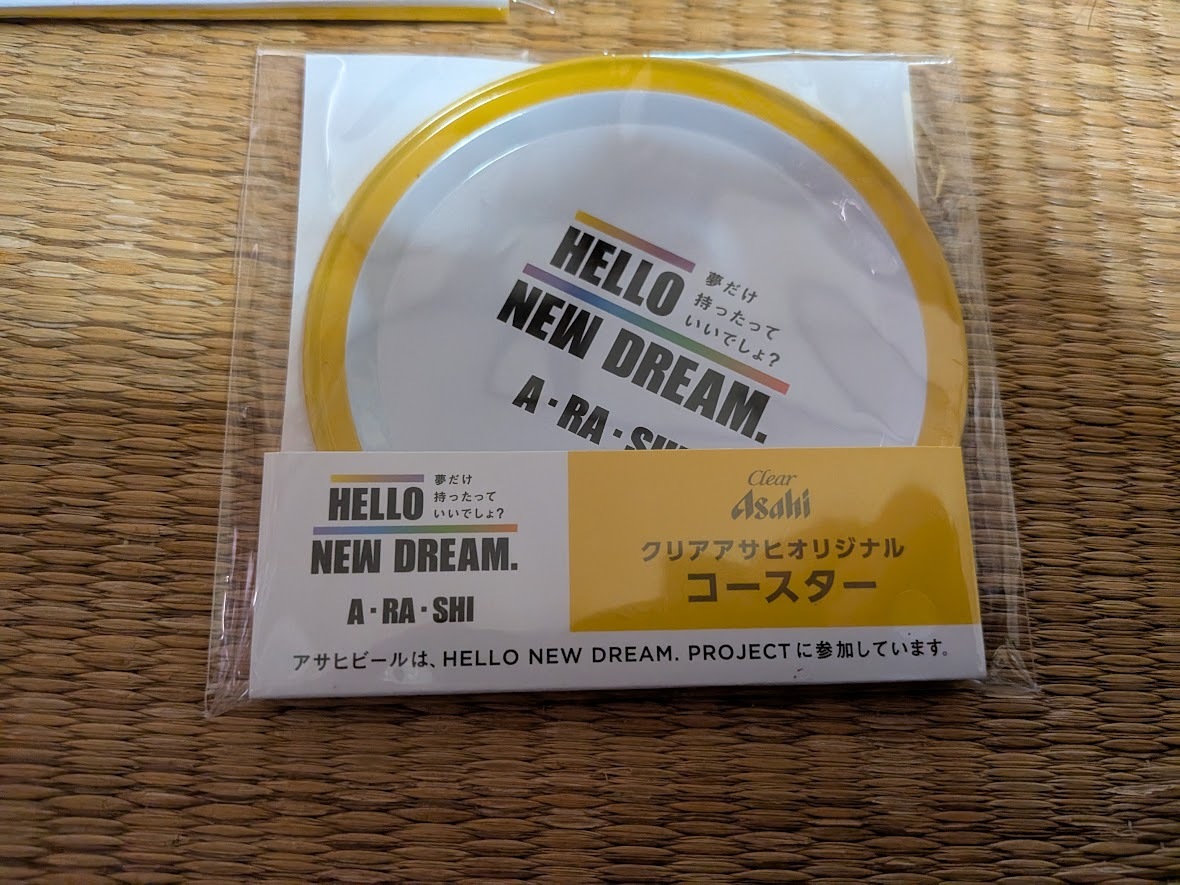 HELLO
夢だけ
持ったって
いいでしょ?
NEW DREAM.
A・RA・SHI
HELLO
夢だけ
持ったって
いいでしょ?
NEW DREAM.
A・RA・SHI
Clear
Asahi
クリアアサヒオリジナル
コースター
アサヒビールは、HELLO NEW DREAM. PROJECTに参加しています。